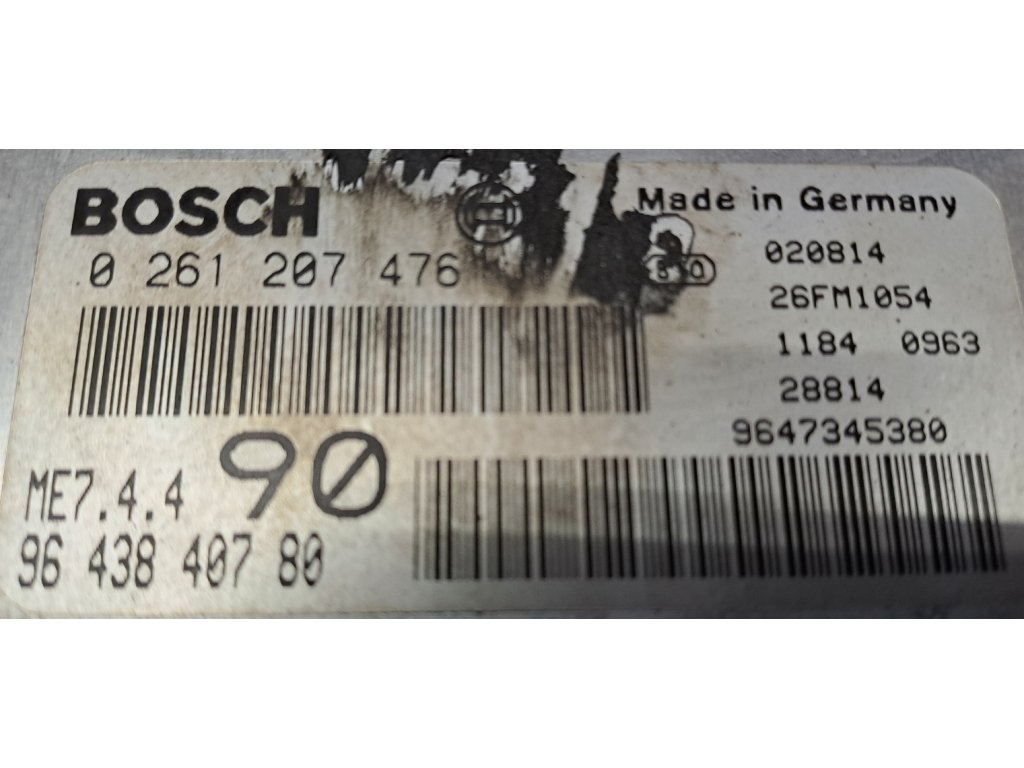 BOSCH
Made in Germany
0 261 207 476
020814
26FM1054
1184 0963
28814
9647345380
ME7.4.4 90
96 438 407 80